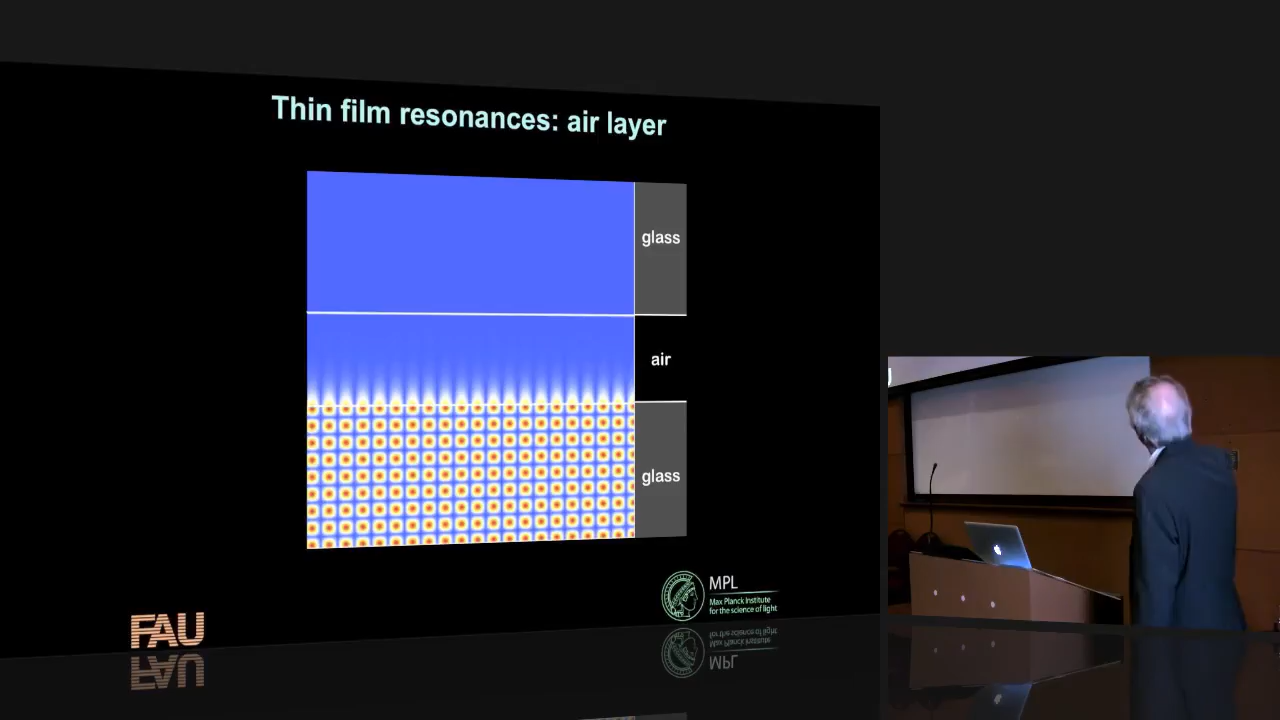 Thin film resonances: air layer
glass
air
glass
MPL
Max Planck Institute
for the science of light
FAU